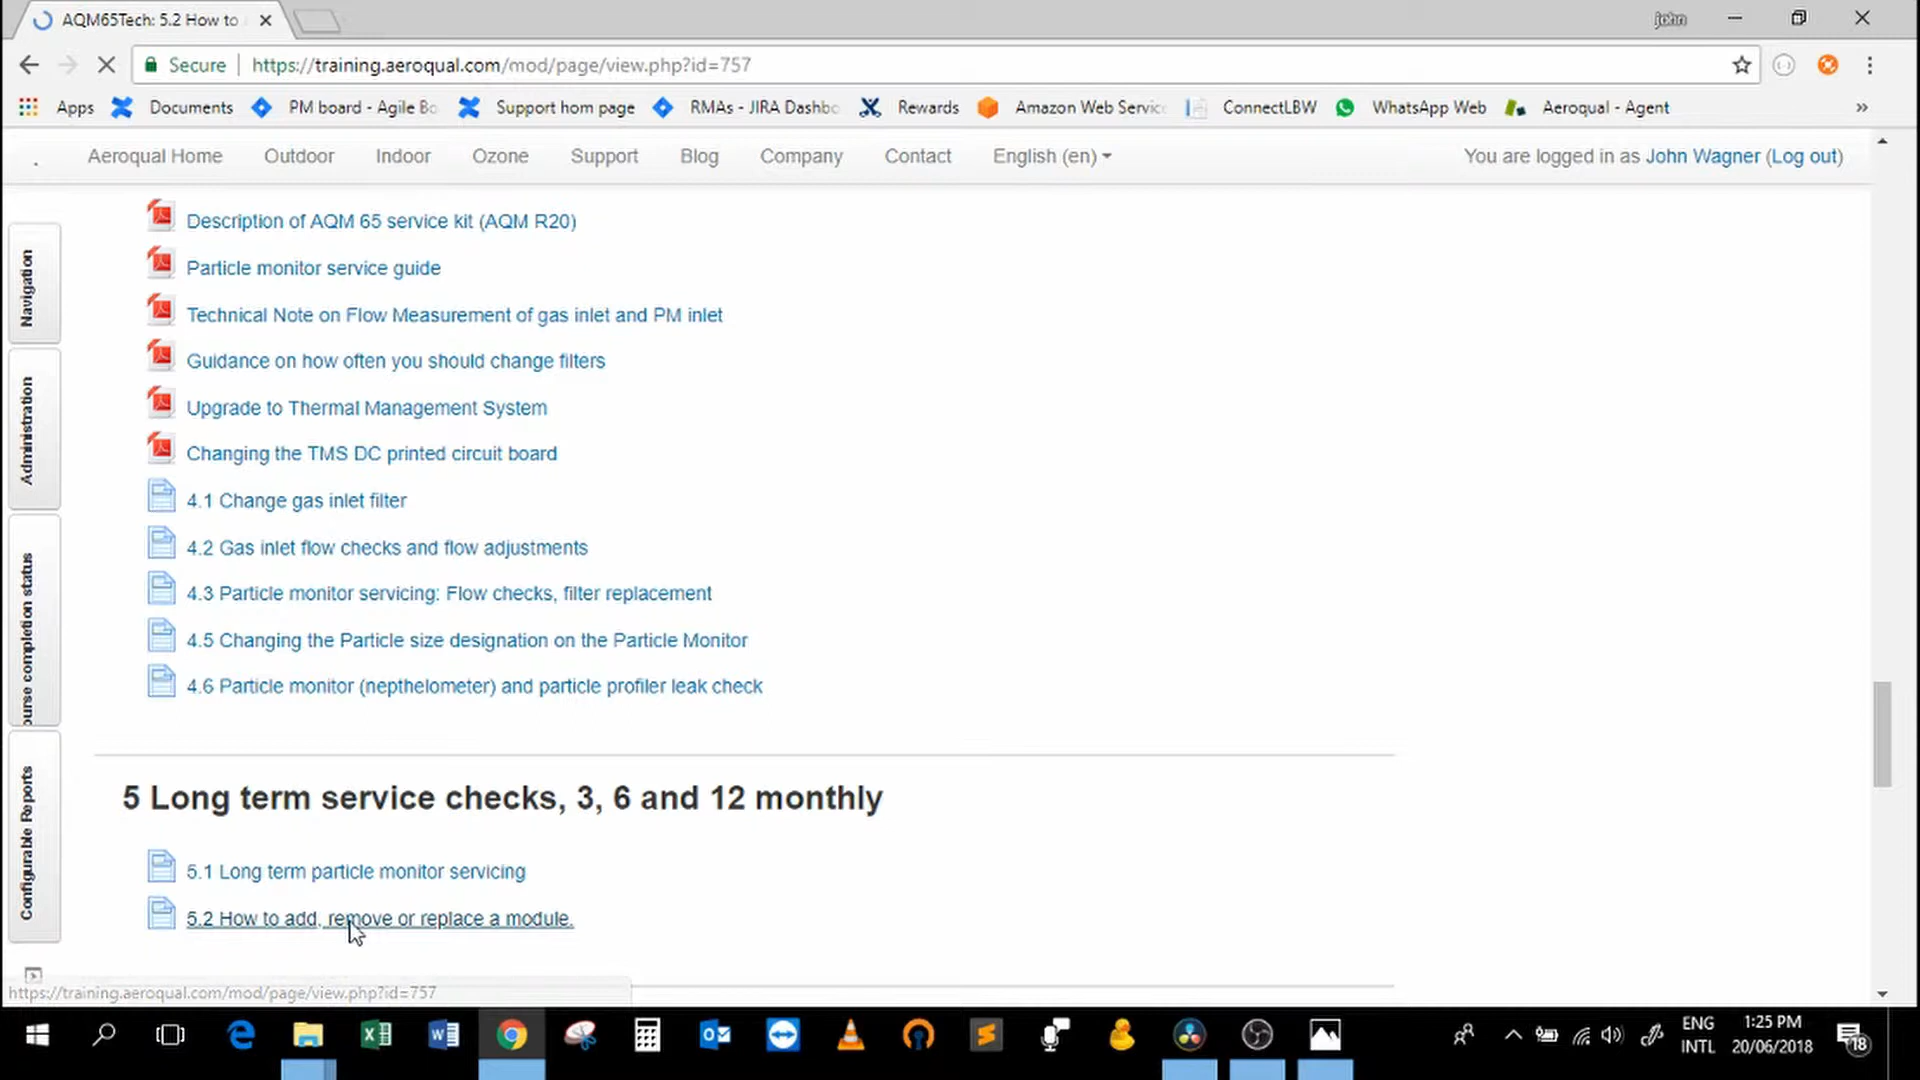 AQM65Tech: 5.2 How to
john
Secure
https://training.aeroqual.com/mod/page/view.php?id=757
Apps
Documents
PM board - Agile Bo
Support hom page
RMAs - JIRA Dashbo
Rewards
Amazon Web Servic
ConnectLBW
WhatsApp Web
Aeroqual - Agent
»
.
Aeroqual Home
Outdoor
Indoor
Ozone
Support
Blog
Company
Contact
English (en)
You are logged in as John Wagner (Log out)
Navigation
Administration
ourse completion status
Configurable Reports
Description of AQM 65 service kit (AQM R20)
Particle monitor service guide
Technical Note on Flow Measurement of gas inlet and PM inlet
Guidance on how often you should change filters
Upgrade to Thermal Management System
Changing the TMS DC printed circuit board
4.1 Change gas inlet filter
4.2 Gas inlet flow checks and flow adjustments
4.3 Particle monitor servicing: Flow checks, filter replacement
4.5 Changing the Particle size designation on the Particle Monitor
4.6 Particle monitor (nepthelometer) and particle profiler leak check
5 Long term service checks, 3, 6 and 12 monthly
5.1 Long term particle monitor servicing
5.2 How to add, remove or replace a module.
https://training.aeroqual.com/mod/page/view.php?id=757
ENG
INTL
1:25 PM
20/06/2018
18